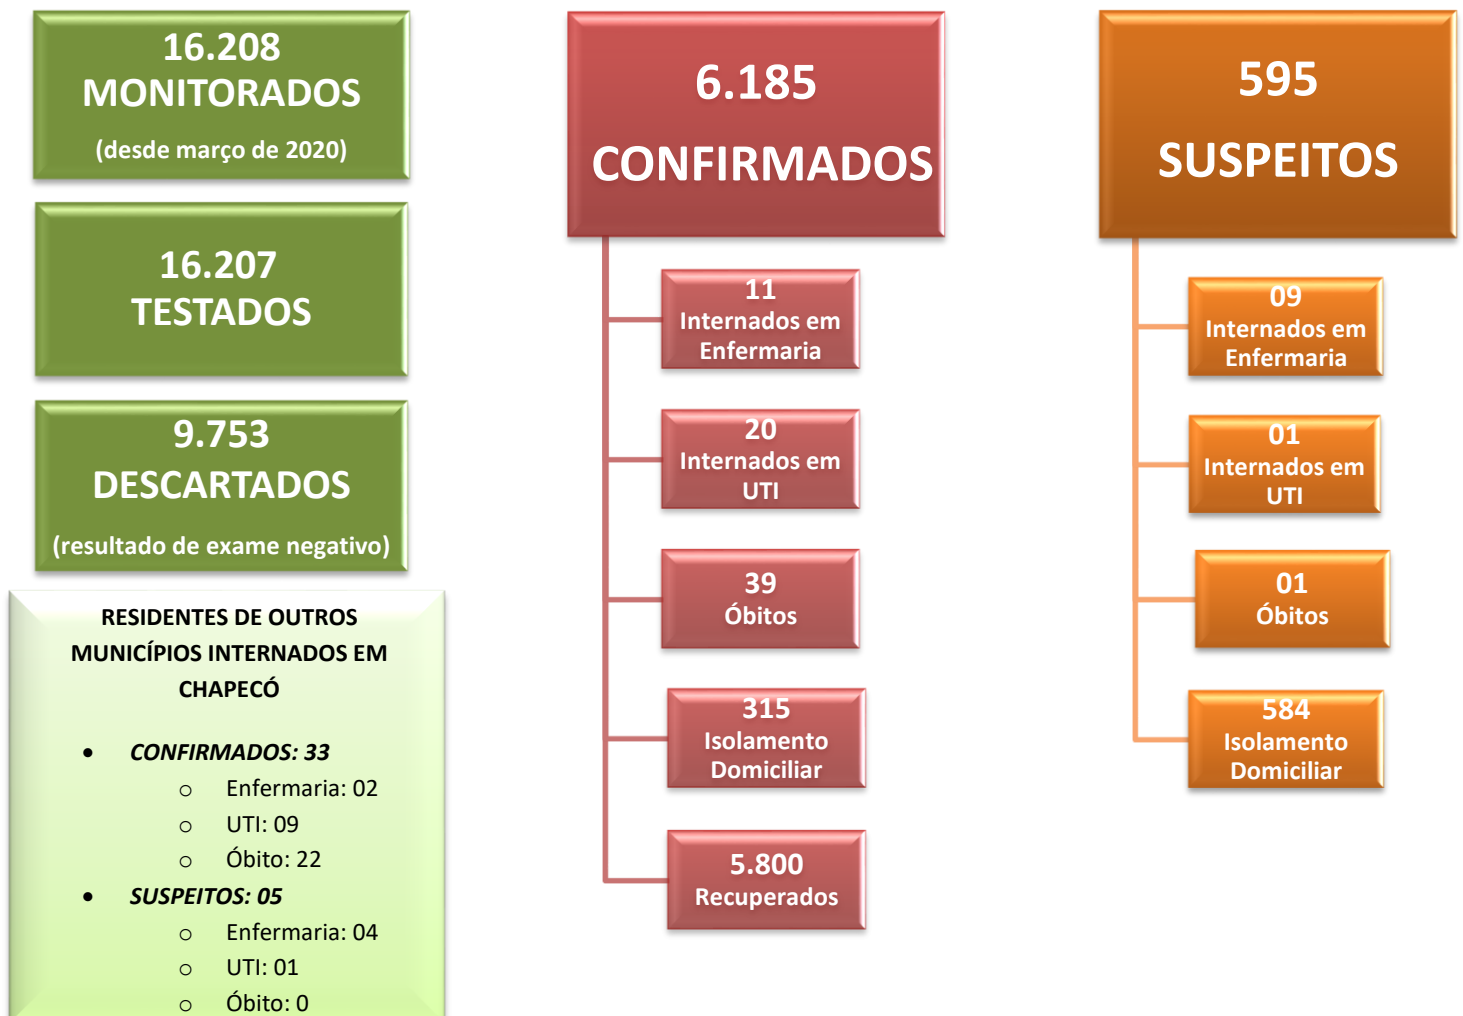 16.208
MONITORADOS
(desde março de 2020)
16.207
TESTADOS
9.753
DESCARTADOS
(resultado de exame negativo)
RESIDENTES DE OUTROS
MUNICÍPIOS INTERNADOS EM
CHAPECÓ
• CONFIRMADOS: 33
o Enfermaria: 02
o UTI: 09
o Óbito: 22
• SUSPEITOS: 05
o Enfermaria: 04
o UTI: 01
o Óbito: 0
6.185
CONFIRMADOS
11
Internados em
Enfermaria
20
Internados em
UTI
39
Óbitos
315
Isolamento
Domiciliar
5.800
Recuperados
595
SUSPEITOS
09
Internados em
Enfermaria
01
Internados em
UTI
01
Óbitos
584
Isolamento
Domiciliar